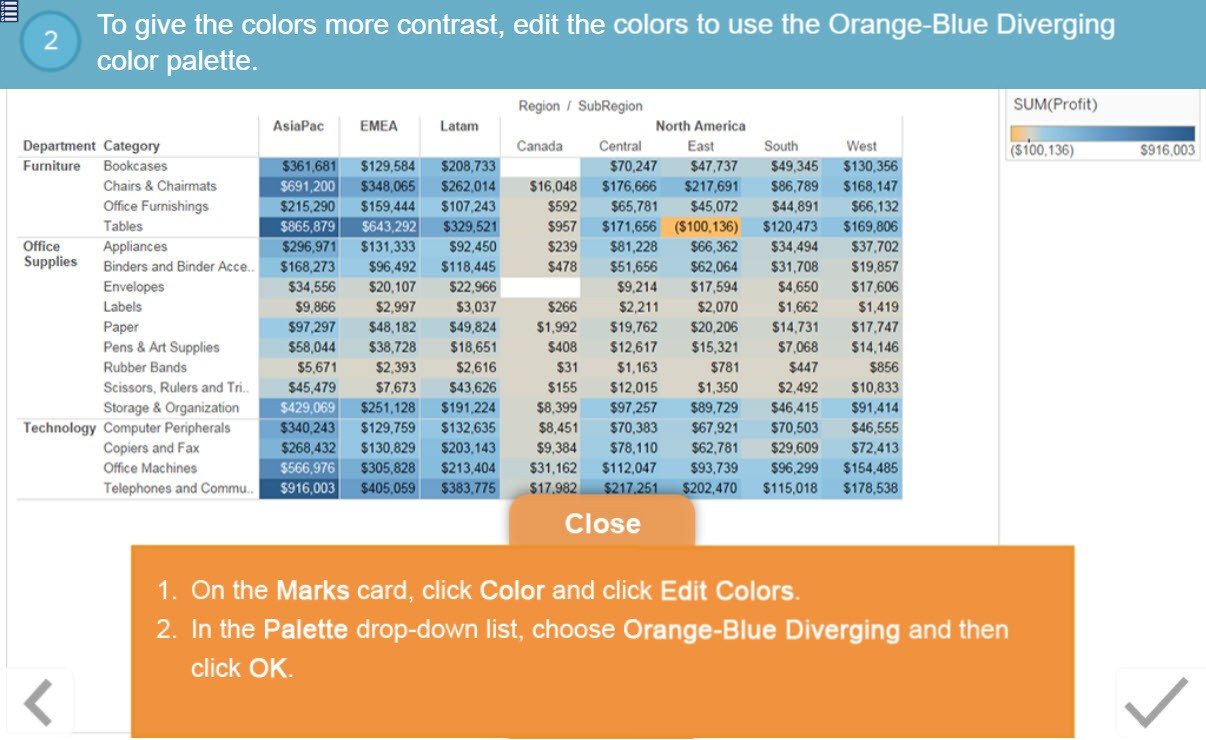 2
To give the colors more contrast, edit the colors to use the Orange-Blue Diverging
color palette.
Region / SubRegion
SUM(Profit)
($100,136) $916,003
AsiaPac EMEA Latam North America
Department Category Canada Central East South West
Furniture Bookcases $361,681 $129,584 $208,733 $70,247 $47,737 $49,345 $130,356
Chairs & Chairmats $691,200 $348,065 $262,014 $16,048 $176,666 $217,691 $86,789 $168,147
Office Furnishings $215,290 $159,444 $107,243 $592 $65,781 $45,072 $44,891 $66,132
Tables $865,879 $643,292 $329,521 $957 $171,656 ($100,136) $120,473 $169,806
Office Supplies Appliances $296,971 $131,333 $92,450 $239 $81,228 $66,362 $34,494 $37,702
Binders and Binder Acce.. $168,273 $96,492 $118,445 $478 $51,656 $62,064 $31,708 $19,857
Envelopes $34,556 $20,107 $22,966 $9,214 $17,594 $4,650 $17,606
Labels $9,866 $2,997 $3,037 $266 $2,211 $2,070 $1,662 $1,419
Paper $97,297 $48,182 $49,824 $1,992 $19,762 $20,206 $14,731 $17,747
Pens & Art Supplies $58,044 $38,728 $18,651 $408 $12,617 $15,321 $7,068 $14,146
Rubber Bands $5,671 $2,393 $2,616 $31 $1,163 $781 $447 $856
Scissors, Rulers and Tri.. $45,479 $7,673 $43,626 $155 $12,015 $1,350 $2,492 $10,833
Storage & Organization $429,069 $251,128 $191,224 $8,399 $97,257 $89,729 $46,415 $91,414
Technology Computer Peripherals $340,243 $129,759 $132,635 $8,451 $70,383 $67,921 $70,503 $46,555
Copiers and Fax $268,432 $130,829 $203,143 $9,384 $78,110 $62,781 $29,609 $72,413
Office Machines $566,976 $305,828 $213,404 $31,162 $112,047 $93,739 $96,299 $154,485
Telephones and Commu.. $916,003 $405,059 $383,775 $17,982 $217,251 $202,470 $115,018 $178,538
Close
1. On the Marks card, click Color and click Edit Colors.
2. In the Palette drop-down list, choose Orange-Blue Diverging and then
click OK.